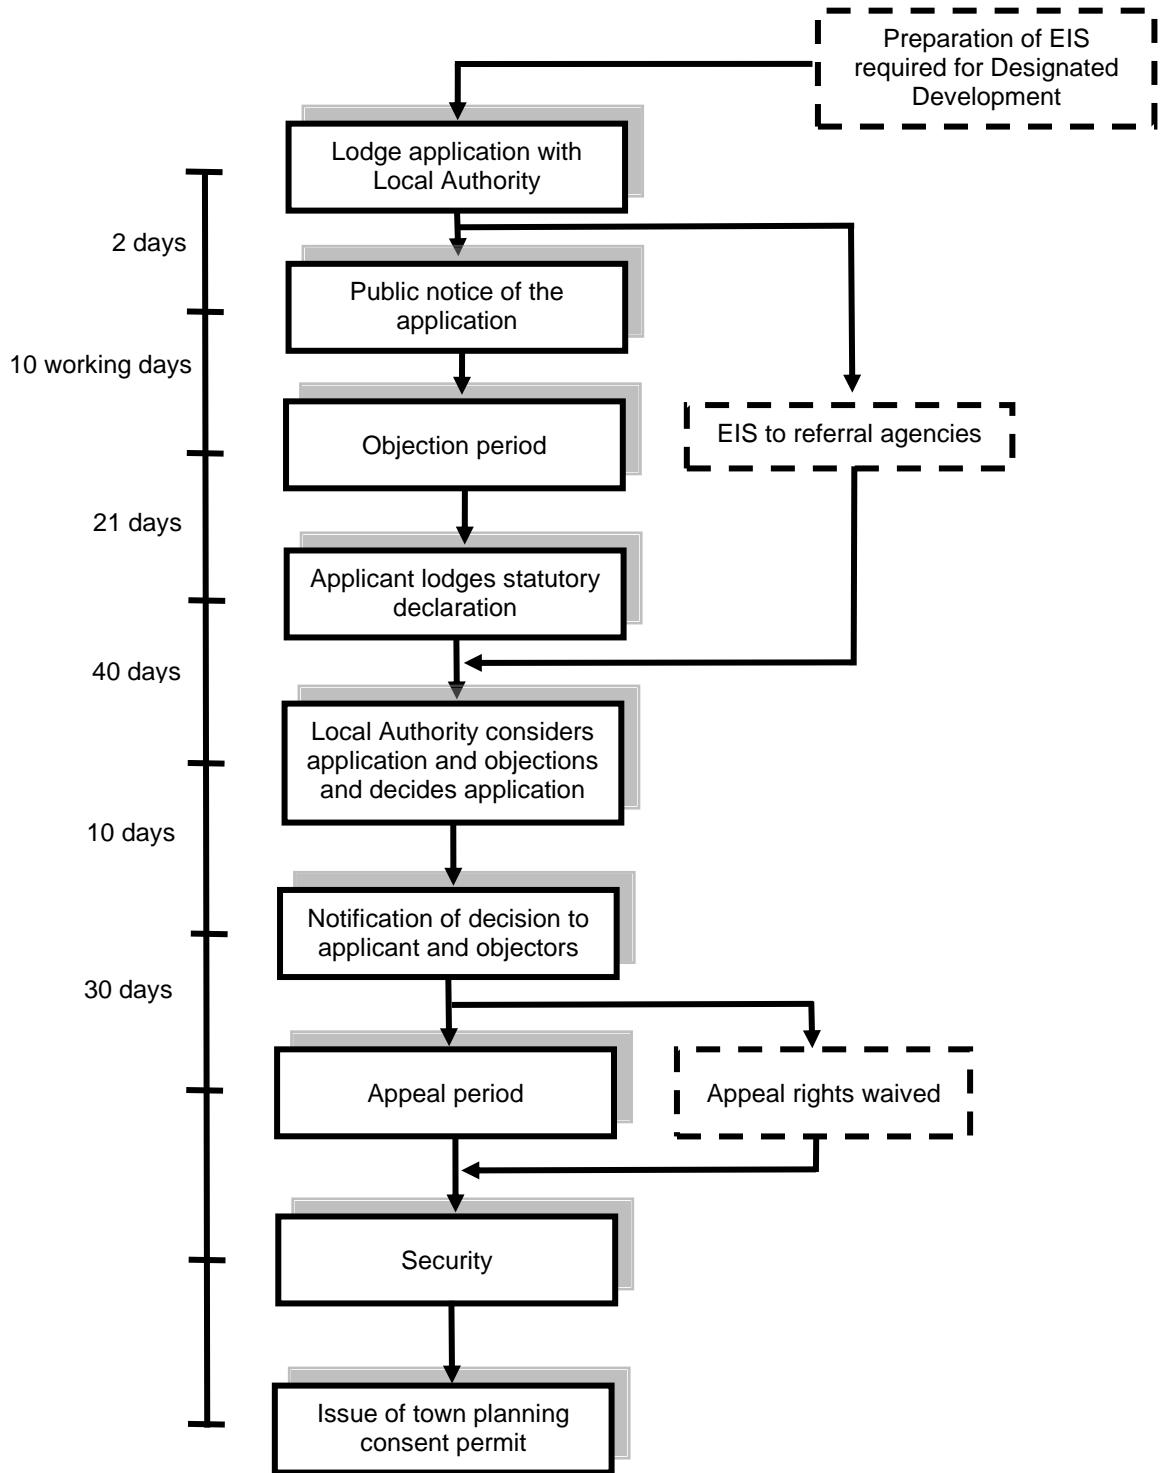 Preparation of EIS
required for Designated
Development
Lodge application with
Local Authority
2 days
Public notice of the
application
10 working days
EIS to referral agencies
Objection period
21 days
Applicant lodges statutory
declaration
40 days
Local Authority considers
application and objections
and decides application
10 days
Notification of decision to
applicant and objectors
30 days
Appeal period
Appeal rights waived
Security
Issue of town planning
consent permit